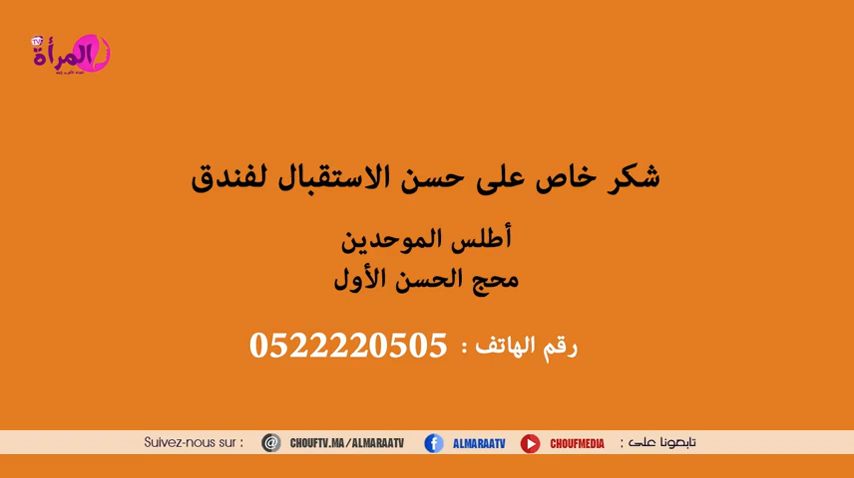 المرأة
TV
شكر خاص على حسن الاستقبال لفندق
أطلس الموحدين
محج الحسن الأول
رقم الهاتف : 0522220505
Suivez-nous sur : @ CHOUFTV.MA/ALMARAATV f ALMARAATV CHOUFMEDIA تابعونا على :